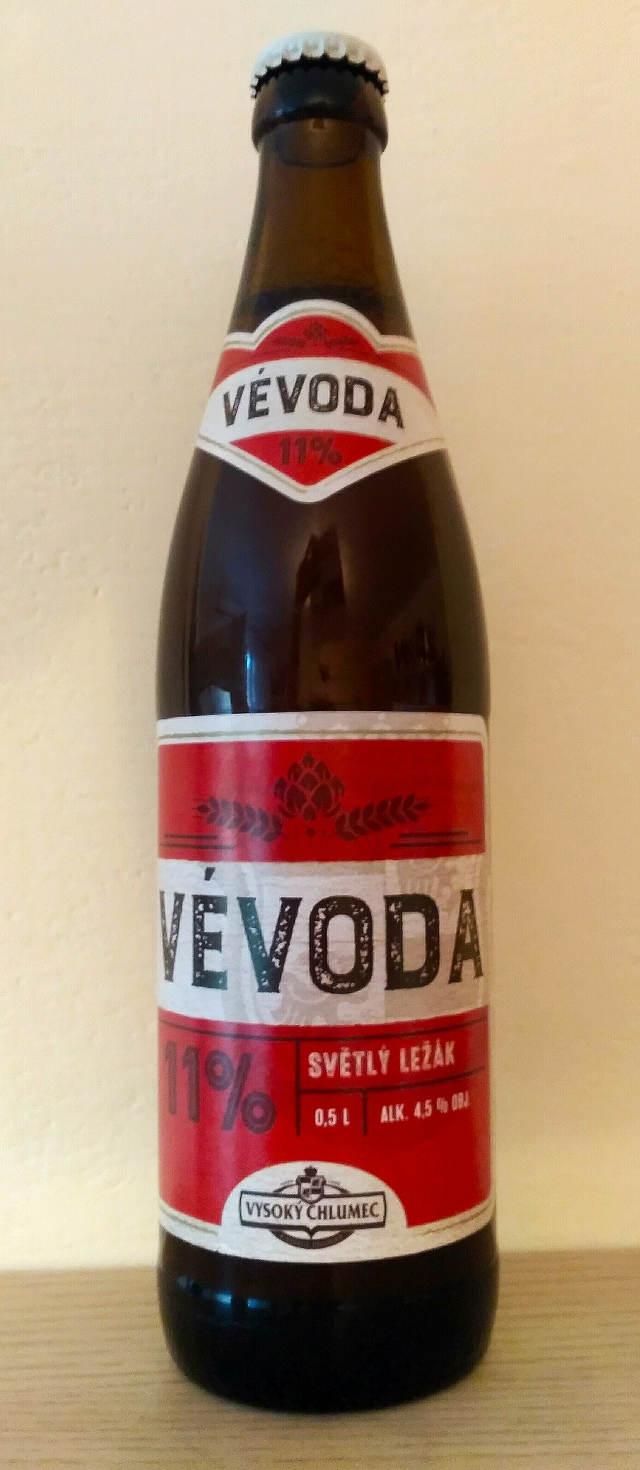 VÉVODA
11%
VÉVODA
11%
SVĚTLÝ LEŽÁK
0,5 L
ALK. 4,5 % OBJ.
VYSOKÝ CHLUMEC